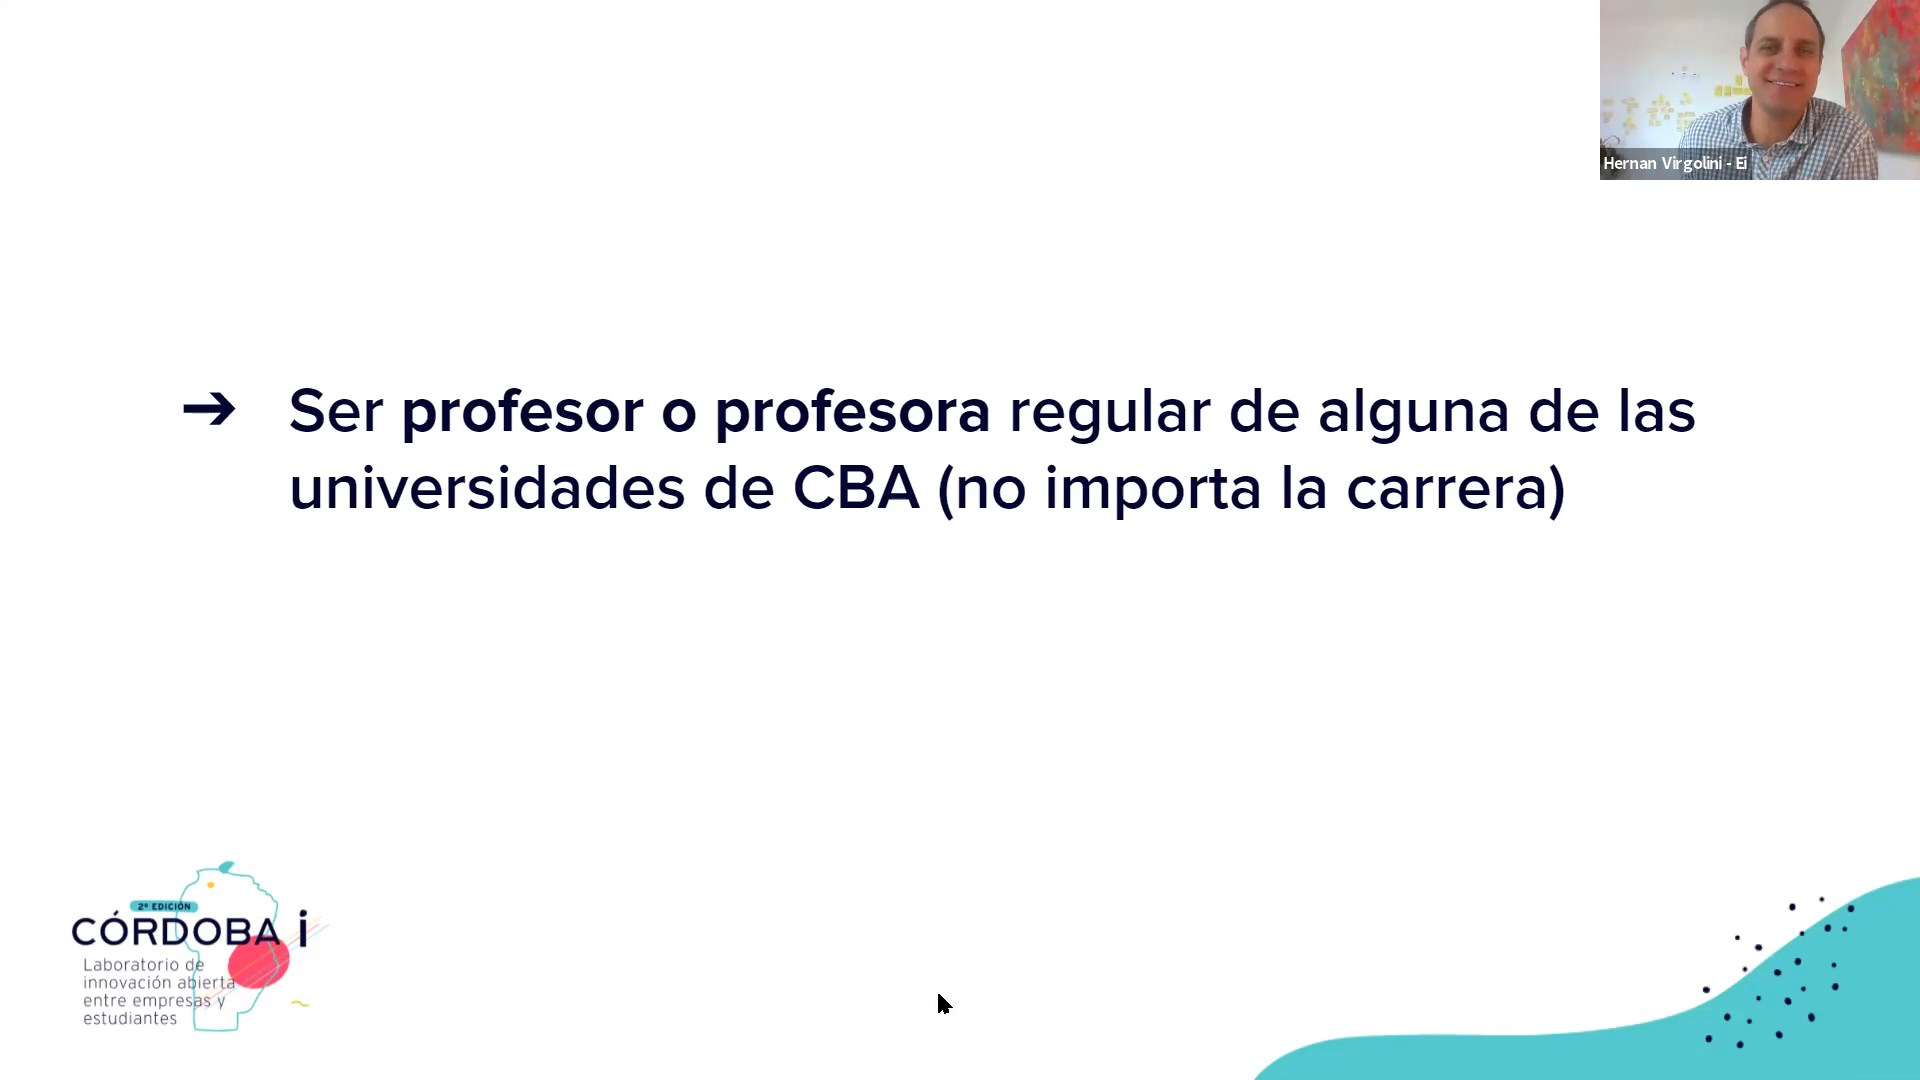 Hernan Virgolini - Ei
➔ Ser profesor o profesora regular de alguna de las
universidades de CBA (no importa la carrera)
2ª EDICIÓN
CÓRDOBA i
Laboratorio de
innovación abierta
entre empresas y
estudiantes